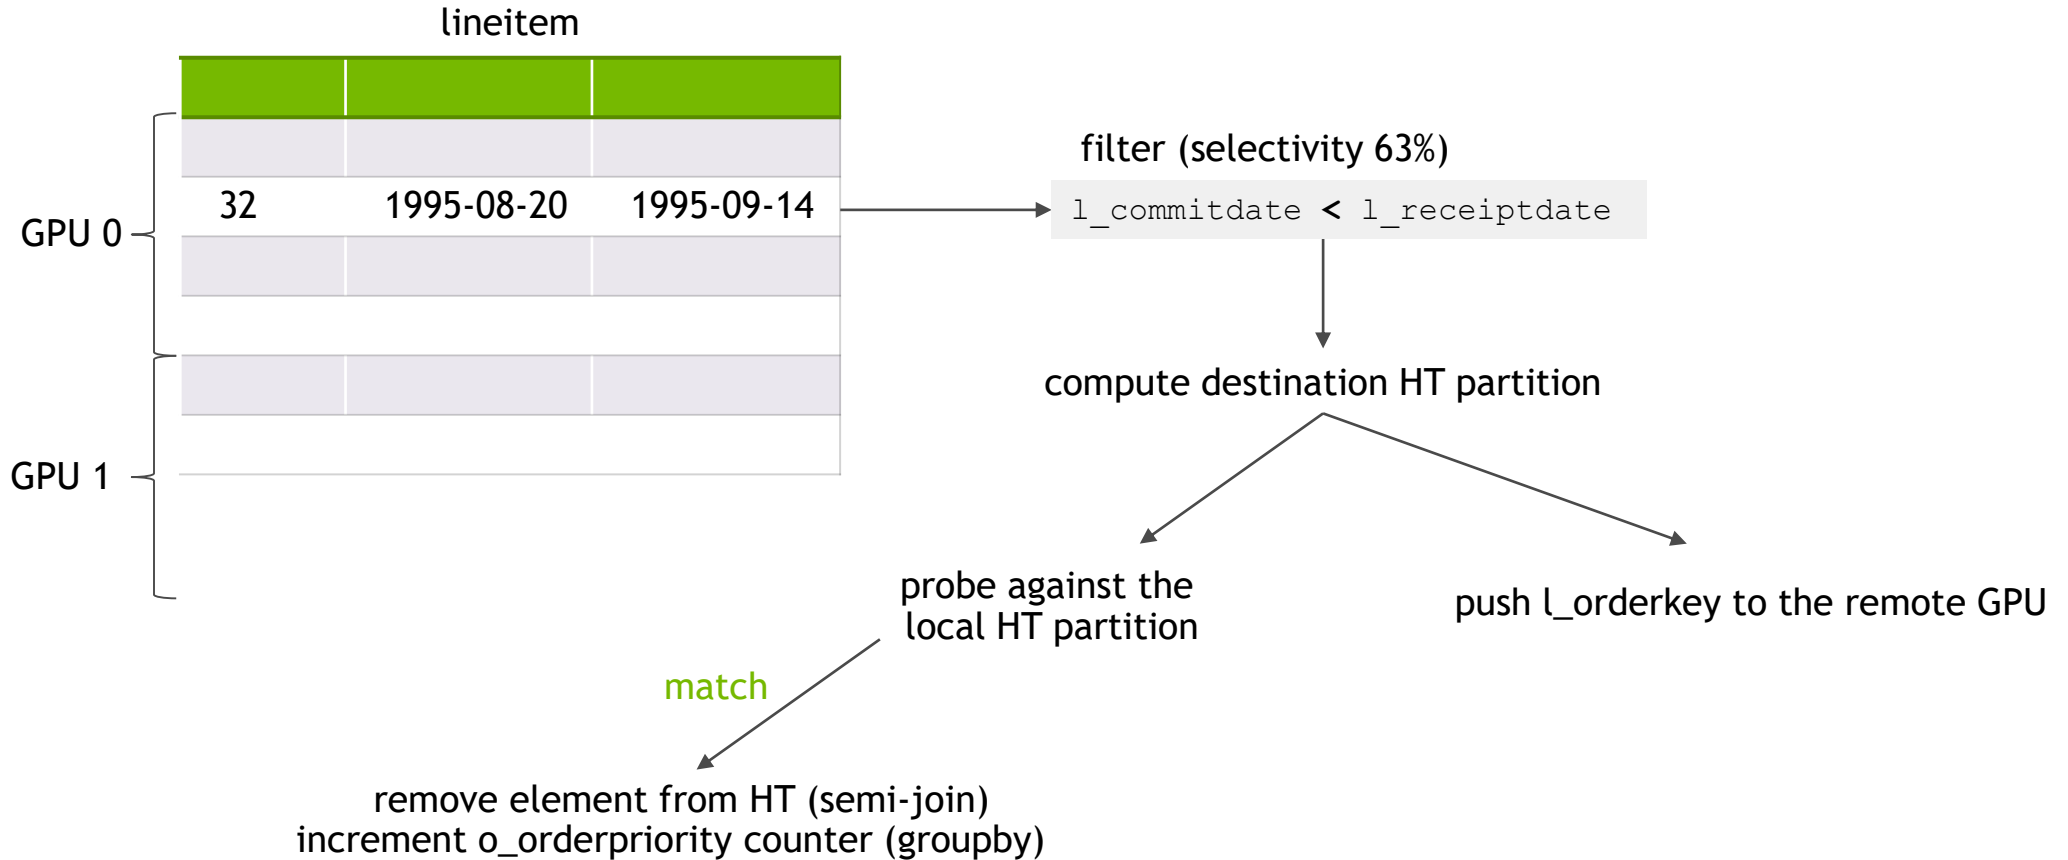 lineitem
filter (selectivity 63%)
32 1995-08-20 1995-09-14
l_commitdate < l_receiptdate
GPU 0
compute destination HT partition
GPU 1
probe against the
local HT partition
push l_orderkey to the remote GPU
match
remove element from HT (semi-join)
increment o_orderpriority counter (groupby)